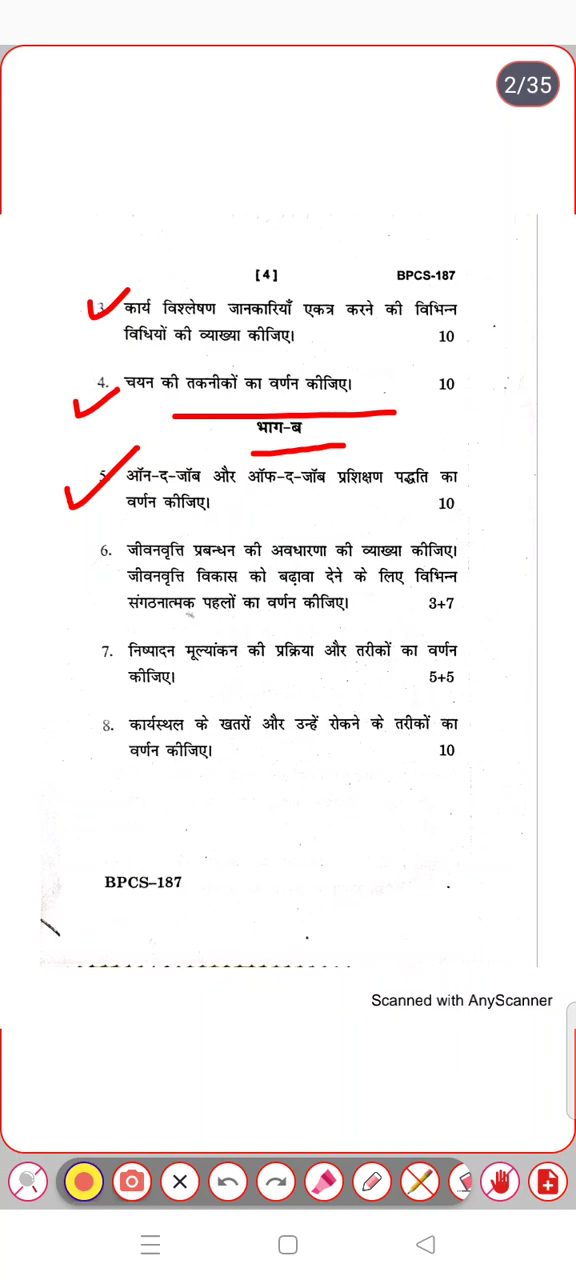 2/35
[4] BPCS-187
3. कार्य विश्लेषण जानकारियाँ एकत्र करने की विभिन्न
विधियों की व्याख्या कीजिए। 10
4. चयन की तकनीकों का वर्णन कीजिए। 10
भाग-ब
5. ऑन-द-जॉब और ऑफ-द-जॉब प्रशिक्षण पद्धति का
वर्णन कीजिए। 10
6. जीवनवृत्ति प्रबन्धन की अवधारणा की व्याख्या कीजिए।
जीवनवृत्ति विकास को बढ़ावा देने के लिए विभिन्न
संगठनात्मक पहलों का वर्णन कीजिए। 3+7
7. निष्पादन मूल्यांकन की प्रक्रिया और तरीकों का वर्णन
कीजिए। 5+5
8. कार्यस्थल के खतरों और उन्हें रोकने के तरीकों का
वर्णन कीजिए। 10
BPCS–187
Scanned with AnyScanner